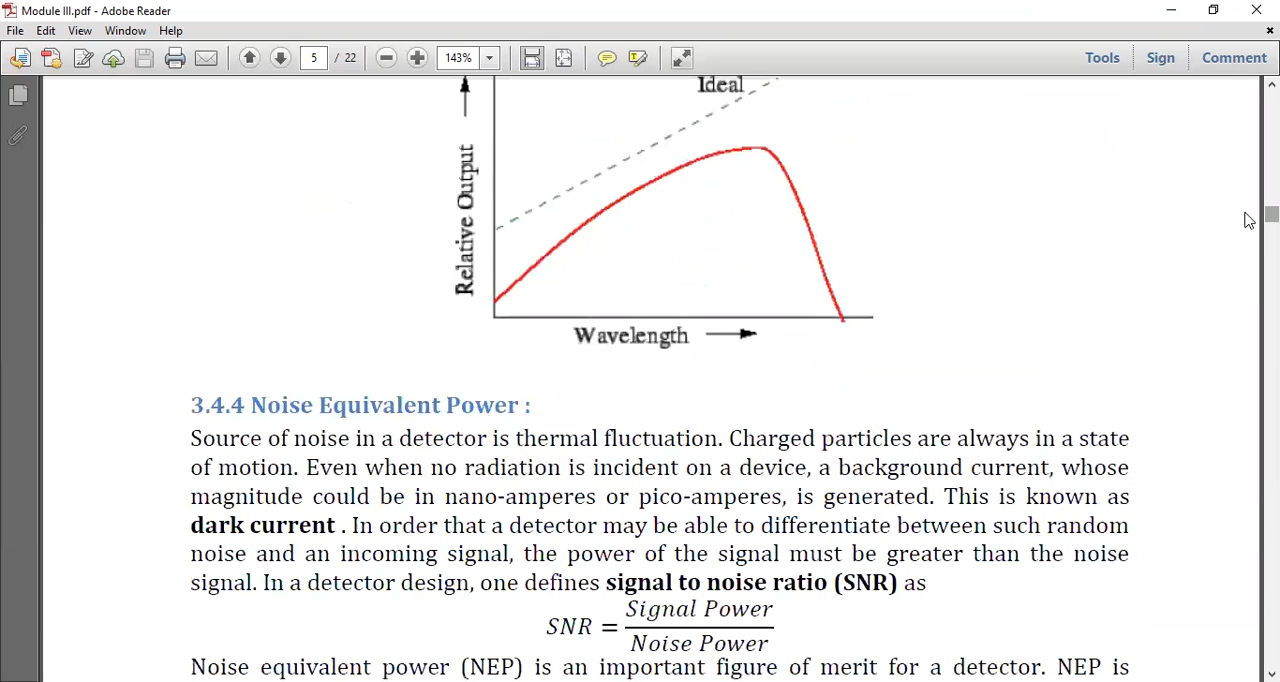 Module III.pdf - Adobe Reader
File Edit View Window Help
5 / 22 143% Tools Sign Comment
Ideal
Relative Output
Wavelength
3.4.4 Noise Equivalent Power :
Source of noise in a detector is thermal fluctuation. Charged particles are always in a state
of motion. Even when no radiation is incident on a device, a background current, whose
magnitude could be in nano-amperes or pico-amperes, is generated. This is known as
dark current . In order that a detector may be able to differentiate between such random
noise and an incoming signal, the power of the signal must be greater than the noise
signal. In a detector design, one defines signal to noise ratio (SNR) as
SNR = Signal Power
Noise Power
Noise equivalent power (NEP) is an important figure of merit for a detector. NEP is